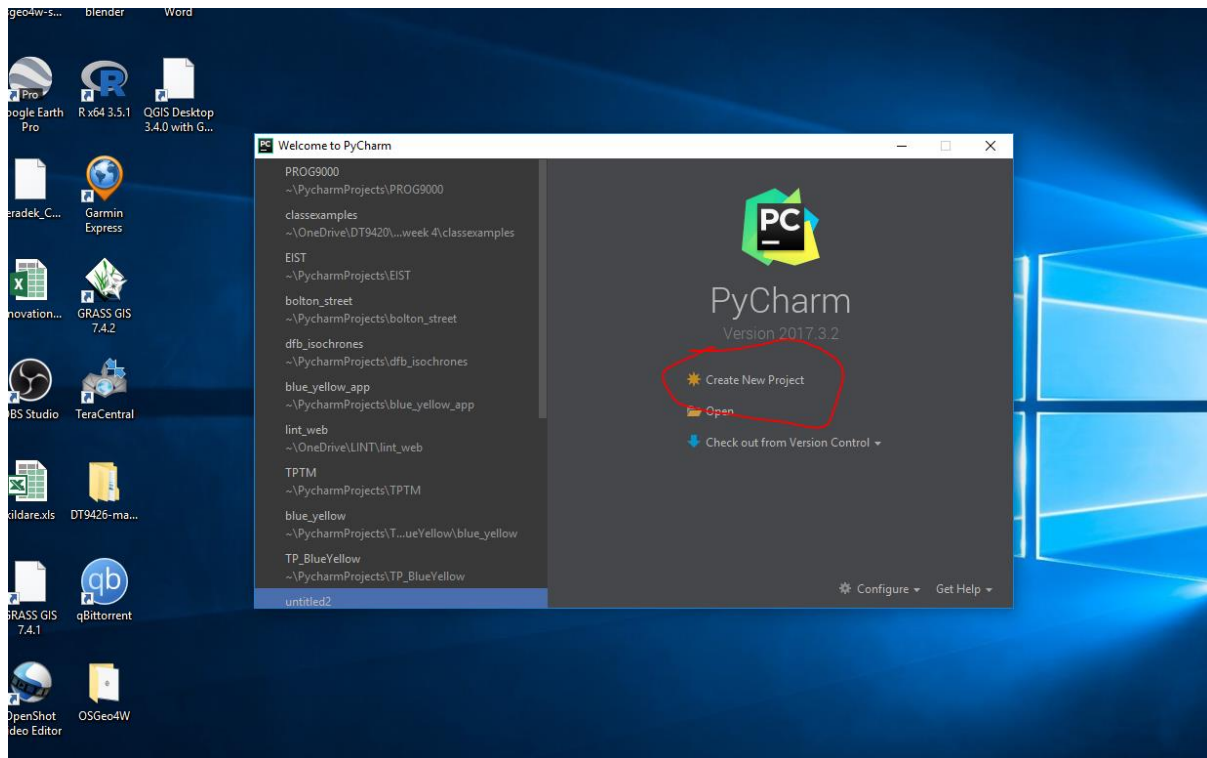 geo4w-s...
blender
Word
Pro
oogle Earth
Pro
R
R x64 3.5.1
QGIS Desktop
3.4.0 with G...
eradek_C...
Garmin
Express
novation...
GRASS GIS
7.4.2
BS Studio
TeraCentral
kildare.xls
DT9426-ma...
GRASS GIS
7.4.1
qb
qBittorrent
OpenShot
ideo Editor
OSGeo4W
PC
Welcome to PyCharm
PROG9000
~\PycharmProjects\PROG9000
classexamples
~\OneDrive\DT9420\...week 4\classexamples
EIST
~\PycharmProjects\EIST
bolton_street
~\PycharmProjects\bolton_street
dfb_isochrones
~\PycharmProjects\dfb_isochrones
blue_yellow_app
~\PycharmProjects\blue_yellow_app
lint_web
~\OneDrive\LINT\lint_web
TPTM
~\PycharmProjects\TPTM
blue_yellow
~\PycharmProjects\T...ueYellow\blue_yellow
TP_BlueYellow
~\PycharmProjects\TP_BlueYellow
untitled2
PC
PyCharm
Version 2017.3.2
Create New Project
Open
Check out from Version Control
Configure
Get Help